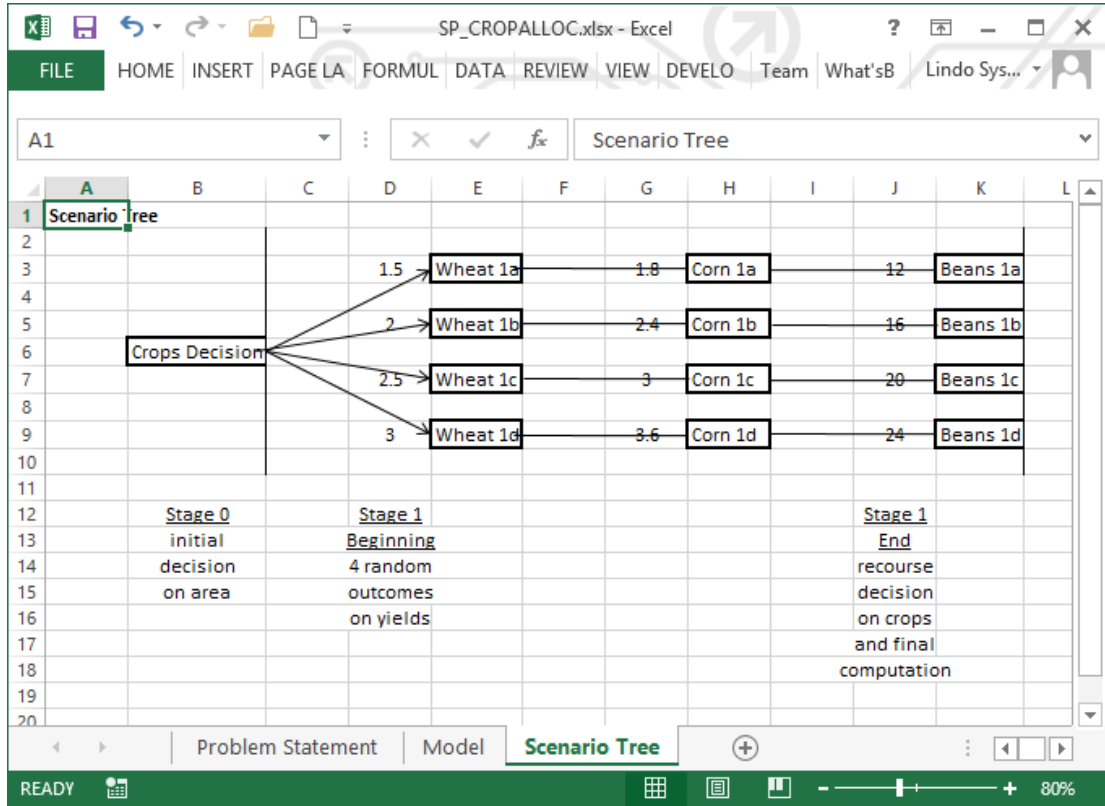 SP_CROPALLOC.xlsx - Excel
FILE HOME INSERT PAGE LA FORMUL DATA REVIEW VIEW DEVELO Team What'sB Lindo Sys...
A1 fx Scenario Tree
A B C D E F G H I J K L
1 Scenario Tree
2
3 1.5 Wheat 1a 1.8 Corn 1a 12 Beans 1a
4
5 2 Wheat 1b 2.4 Corn 1b 16 Beans 1b
6 Crops Decision
7 2.5 Wheat 1c 3 Corn 1c 20 Beans 1c
8
9 3 Wheat 1d 3.6 Corn 1d 24 Beans 1d
10
11
12 Stage 0 Stage 1 Stage 1
13 initial Beginning End
14 decision 4 random recourse
15 on area outcomes decision
16 on yields on crops
17 and final
18 computation
19
20
Problem Statement Model Scenario Tree
READY 80%